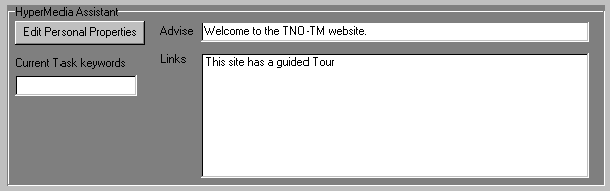 HyperMedia Assistant
Edit Personal Properties
Advise
Welcome to the TNO-TM website.
Current Task keywords
Links
This site has a guided Tour